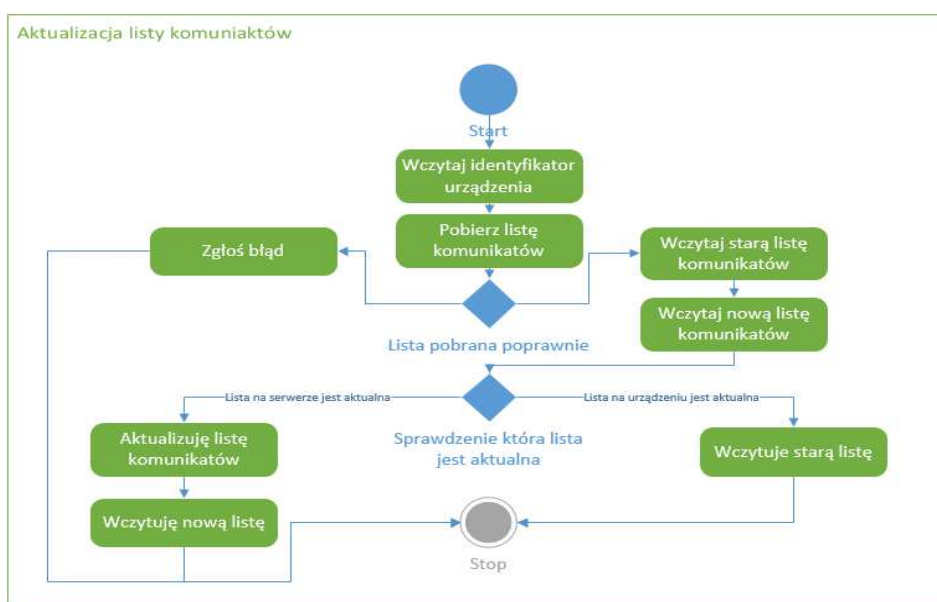 Aktualizacja listy komuniaktów
Start
Wczytaj identyfikator
urządzenia
Pobierz listę
komunikatów
Zgłoś błąd
Wczytaj starą listę
komunikatów
Wczytaj nową listę
komunikatów
Lista pobrana poprawnie
Lista na serwerze jest aktualna
Lista na urządzeniu jest aktualna
Sprawdzenie która lista
jest aktualna
Aktualizuję listę
komunikatów
Wczytuje starą listę
Wczytuję nową listę
Stop